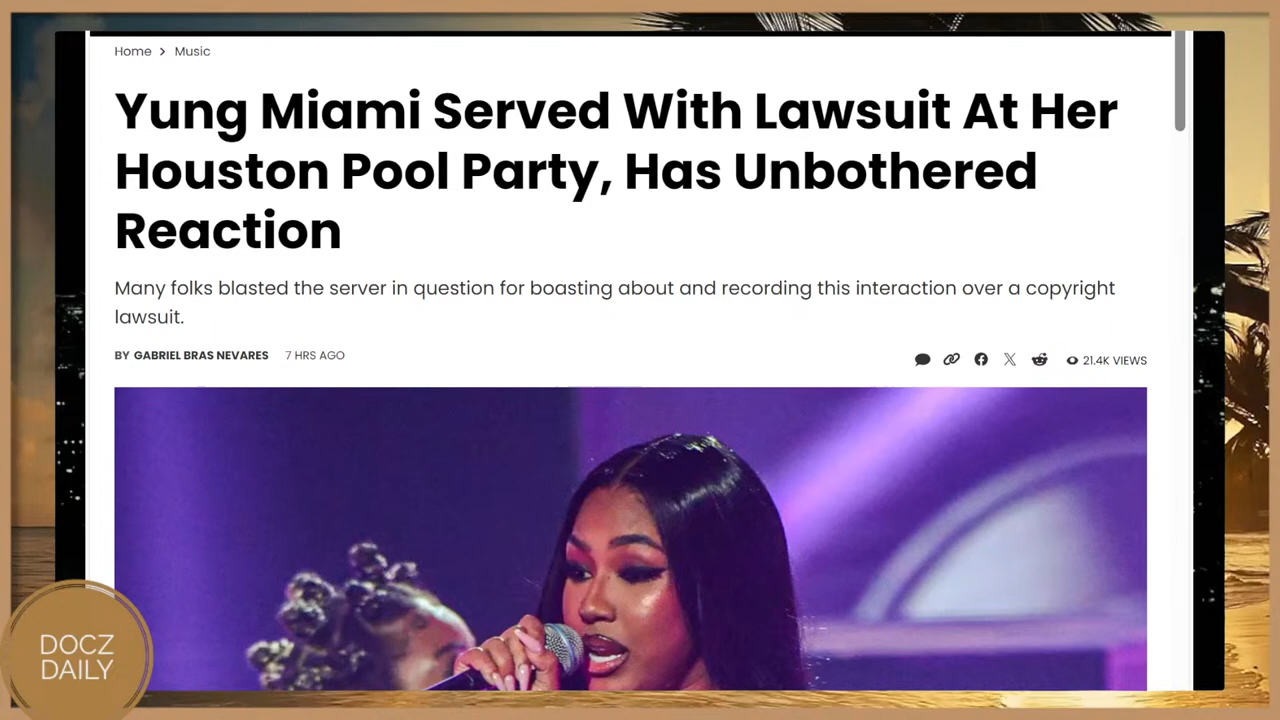 Home > Music
Yung Miami Served With Lawsuit At Her
Houston Pool Party, Has Unbothered
Reaction
Many folks blasted the server in question for boasting about and recording this interaction over a copyright
lawsuit.
BY GABRIEL BRAS NEVARES 7 HRS AGO
21.4K VIEWS
DOCZ
DAILY